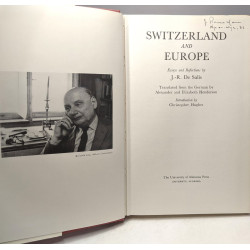 SWITZERLAND
AND
EUROPE
Essays and Reflections by
J.-R. De Salis
Translated from the German by
Alexander and Elizabeth Henderson
Introduction by
Christopher Hughes
The University of Alabama Press